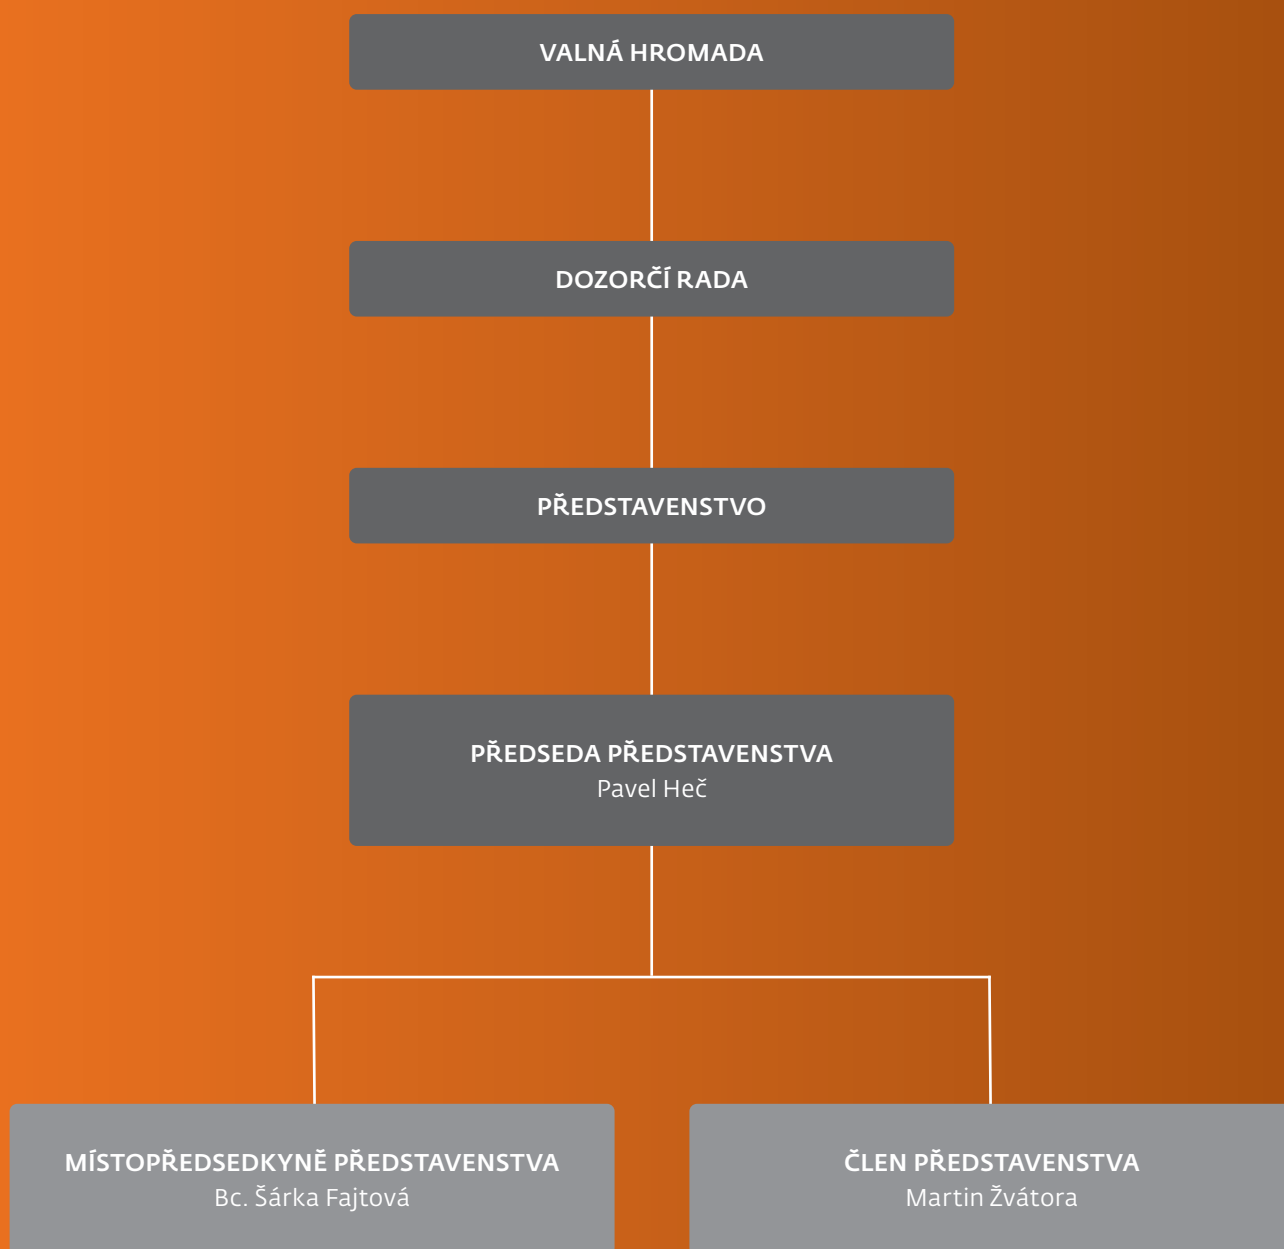 VALNÁ HROMADA
DOZORČÍ RADA
PŘEDSTAVENSTVO
PŘEDSEDA PŘEDSTAVENSTVA
Pavel Heč
MÍSTOPŘEDSEDKYNĚ PŘEDSTAVENSTVA
Bc. Šárka Fajtová
ČLEN PŘEDSTAVENSTVA
Martin Žvátora